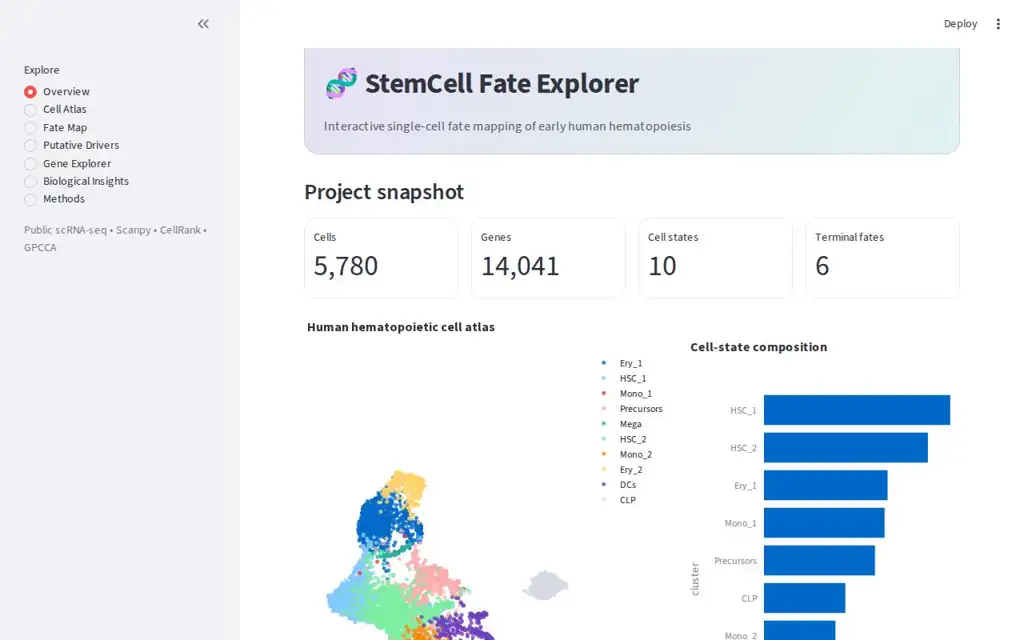 Deploy
Explore
Overview
Cell Atlas
Fate Map
Putative Drivers
Gene Explorer
Biological Insights
Methods
Public scRNA-seq • Scanpy • CellRank •
GPCCA
StemCell Fate Explorer
Interactive single-cell fate mapping of early human hematopoiesis
Project snapshot
Cells
5,780
Genes
14,041
Cell states
10
Terminal fates
6
Human hematopoietic cell atlas
Ery_1
HSC_1
Mono_1
Precursors
Mega
HSC_2
Mono_2
Ery_2
DCs
CLP
Cell-state composition
HSC_1
HSC_2
Ery_1
Mono_1
Precursors
CLP
Mono_2
cluster